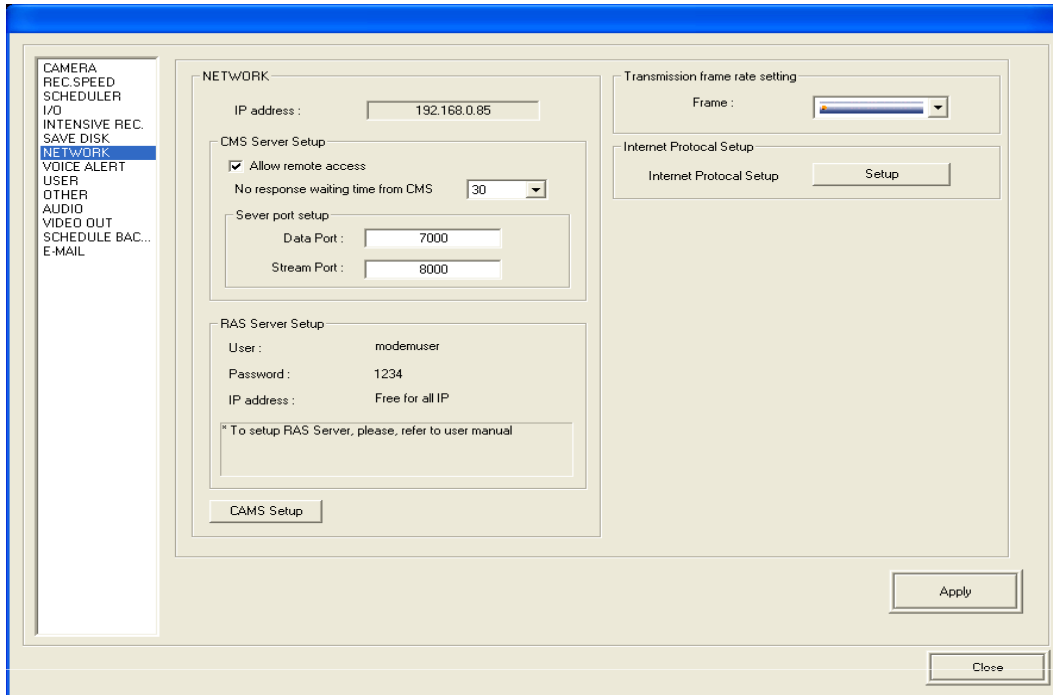 CAMERA
REC.SPEED
SCHEDULER
I/O
INTENSIVE REC.
SAVE DISK
NETWORK
VOICE ALERT
USER
OTHER
AUDIO
VIDEO OUT
SCHEDULE BAC...
E-MAIL
NETWORK
IP address : 192.168.0.85
CMS Server Setup
Allow remote access
No response waiting time from CMS 30
Sever port setup
Data Port : 7000
Stream Port : 8000
RAS Server Setup
User : modemuser
Password : 1234
IP address : Free for all IP
* To setup RAS Server, please, refer to user manual
CAMS Setup
Transmission frame rate setting
Frame :
Internet Protocal Setup
Internet Protocal Setup Setup
Apply
Close